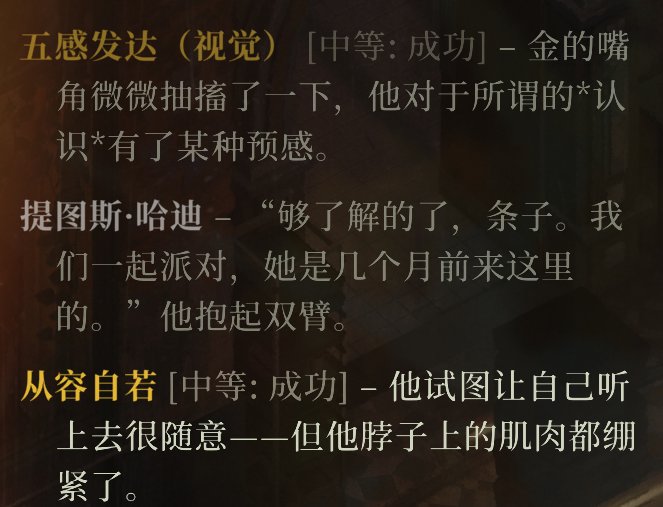 五感发达（视觉） [中等: 成功] – 金的嘴
角微微抽搐了一下，他对于所谓的*认
识*有了某种预感。
提图斯·哈迪 – “够了解的了，条子。我
们一起派对，她是几个月前来这里
的。”他抱起双臂。
从容自若 [中等: 成功] – 他试图让自己听
上去很随意——但他脖子上的肌肉都绷
紧了。